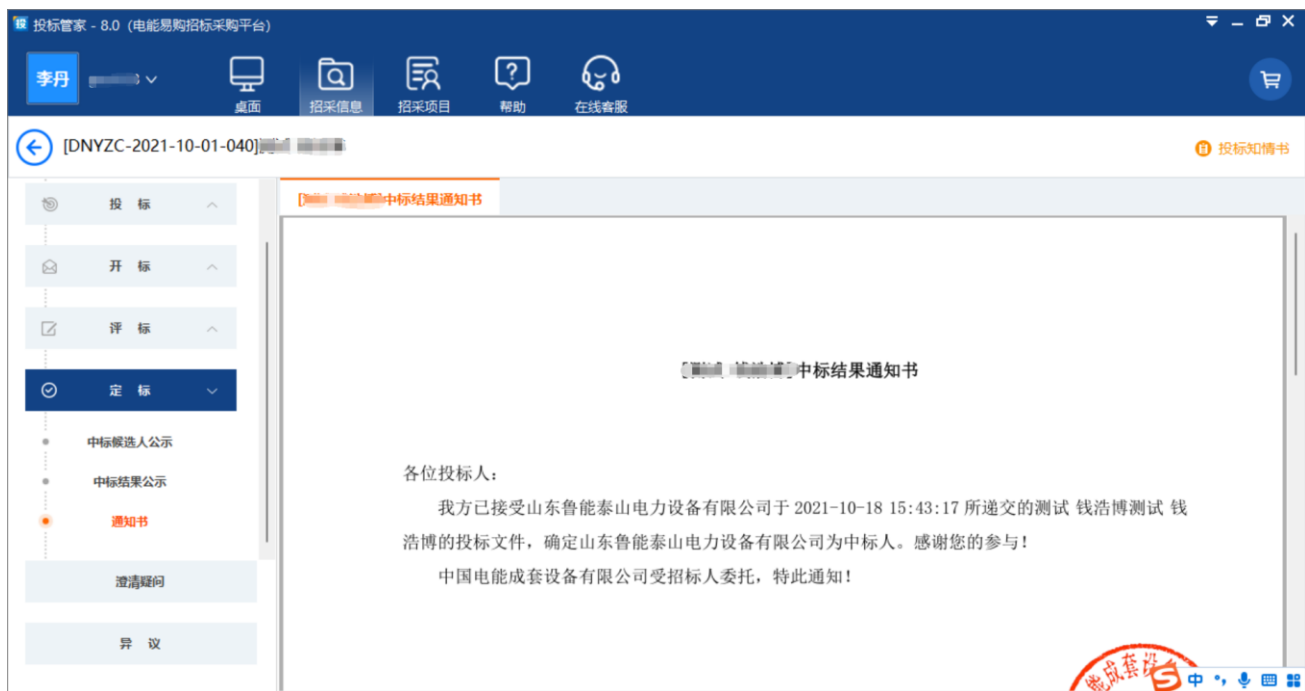 投 投标管家 - 8.0（电能易购招标采购平台）
李丹
桌面
招采信息
招采项目
帮助
在线客服
[DNYZC-2021-10-01-040]
投标知情书
投 标
开 标
评 标
定 标
中标候选人公示
中标结果公示
通知书
澄清疑问
异 议
中标结果通知书
中标结果通知书
各位投标人：
我方已接受山东鲁能泰山电力设备有限公司于 2021-10-18 15:43:17 所递交的测试 钱浩博测试 钱
浩博的投标文件，确定山东鲁能泰山电力设备有限公司为中标人。感谢您的参与！
中国电能成套设备有限公司受招标人委托，特此通知！
能成套设
中